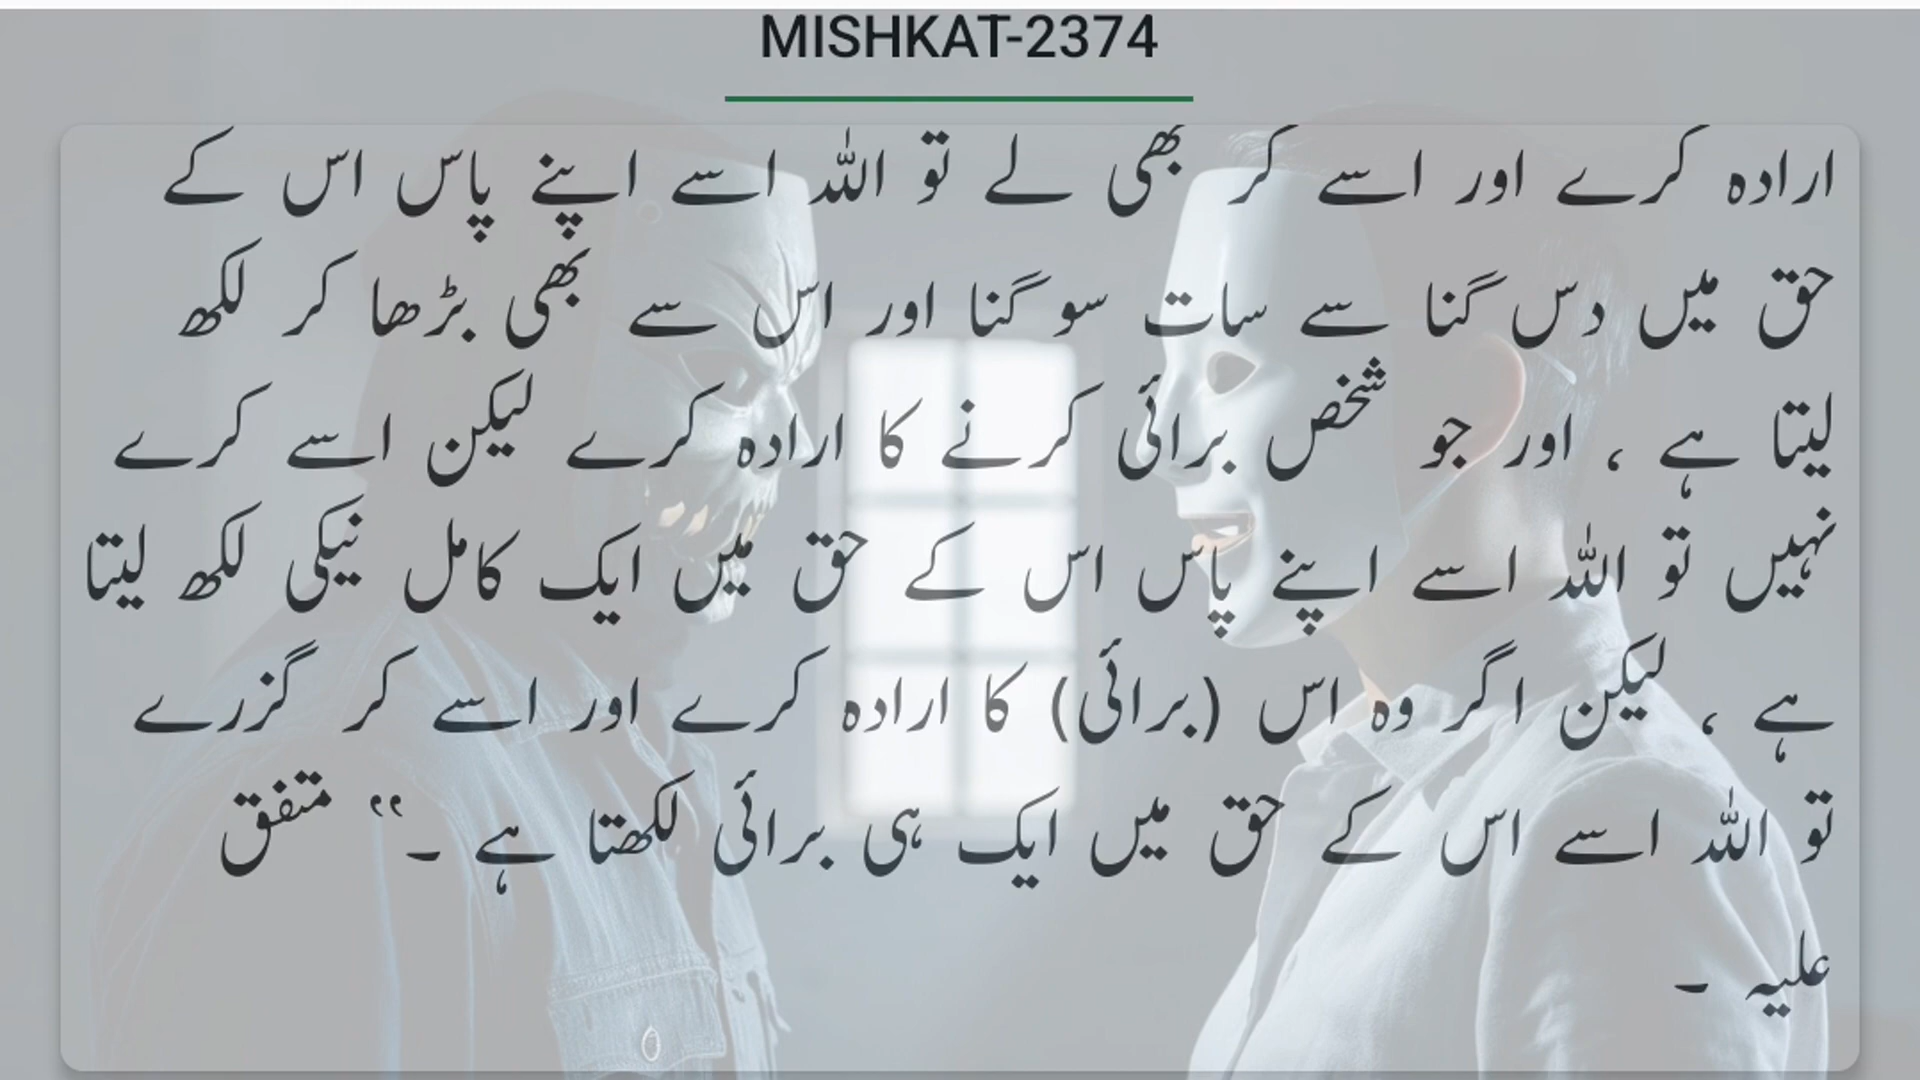 MISHKAT-2374
ارادہ کرے اور اسے کر بھی لے تو اللہ اسے اپنے پاس اس کے
حق میں دس گنا سے سات سو گنا اور اس سے بھی بڑھا کر لکھ
لیتا ہے ، اور جو شخص برائی کرنے کا ارادہ کرے لیکن اسے کرے
نہیں تو اللہ اسے اپنے پاس اس کے حق میں ایک کامل نیکی لکھ لیتا
ہے ، لیکن اگر وہ اس (برائی) کا ارادہ کرے اور اسے کر گزرے
تو اللہ اسے اس کے حق میں ایک ہی برائی لکھتا ہے ۔‘‘ متفق
علیہ ۔